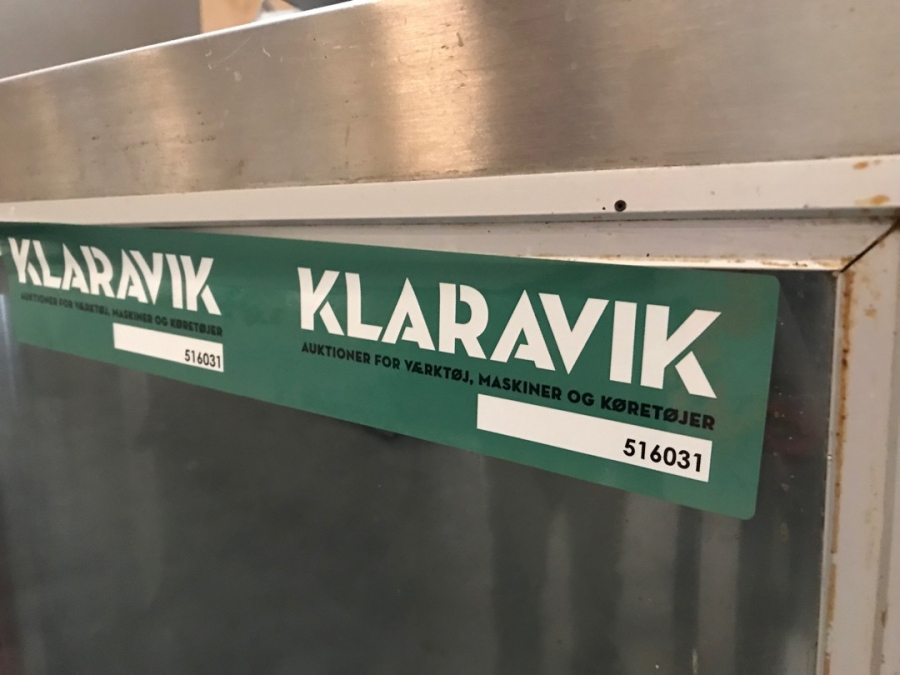 KLARAVIK
AUKTIONER FOR VÆRKTØJ, MASKINER OG KØRETØJER
516031
KLARAVIK
AUKTIONER FOR VÆRKTØJ, MASKINER OG KØRETØJER
516031